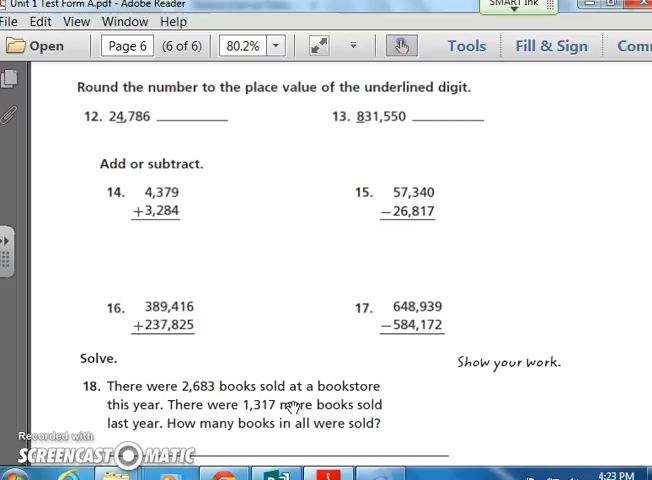 Unit 1 Test Form A.pdf - Adobe Reader
SMART Ink
File Edit View Window Help
Open Page 6 (6 of 6) 80.2% Tools Fill & Sign Com
Round the number to the place value of the underlined digit.
12. 24,786 __________ 13. 831,550 __________
Add or subtract.
14. 4,379 15. 57,340
+3,284 −26,817
16. 389,416 17. 648,939
+237,825 −584,172
Solve.
Show your work.
18 There were 2,683 books sold at a bookstore
this year. There were 1,317 more books sold
last year. How many books in all were sold?
Recorded with
SCREENCAST-O-MATIC
4:23 PM